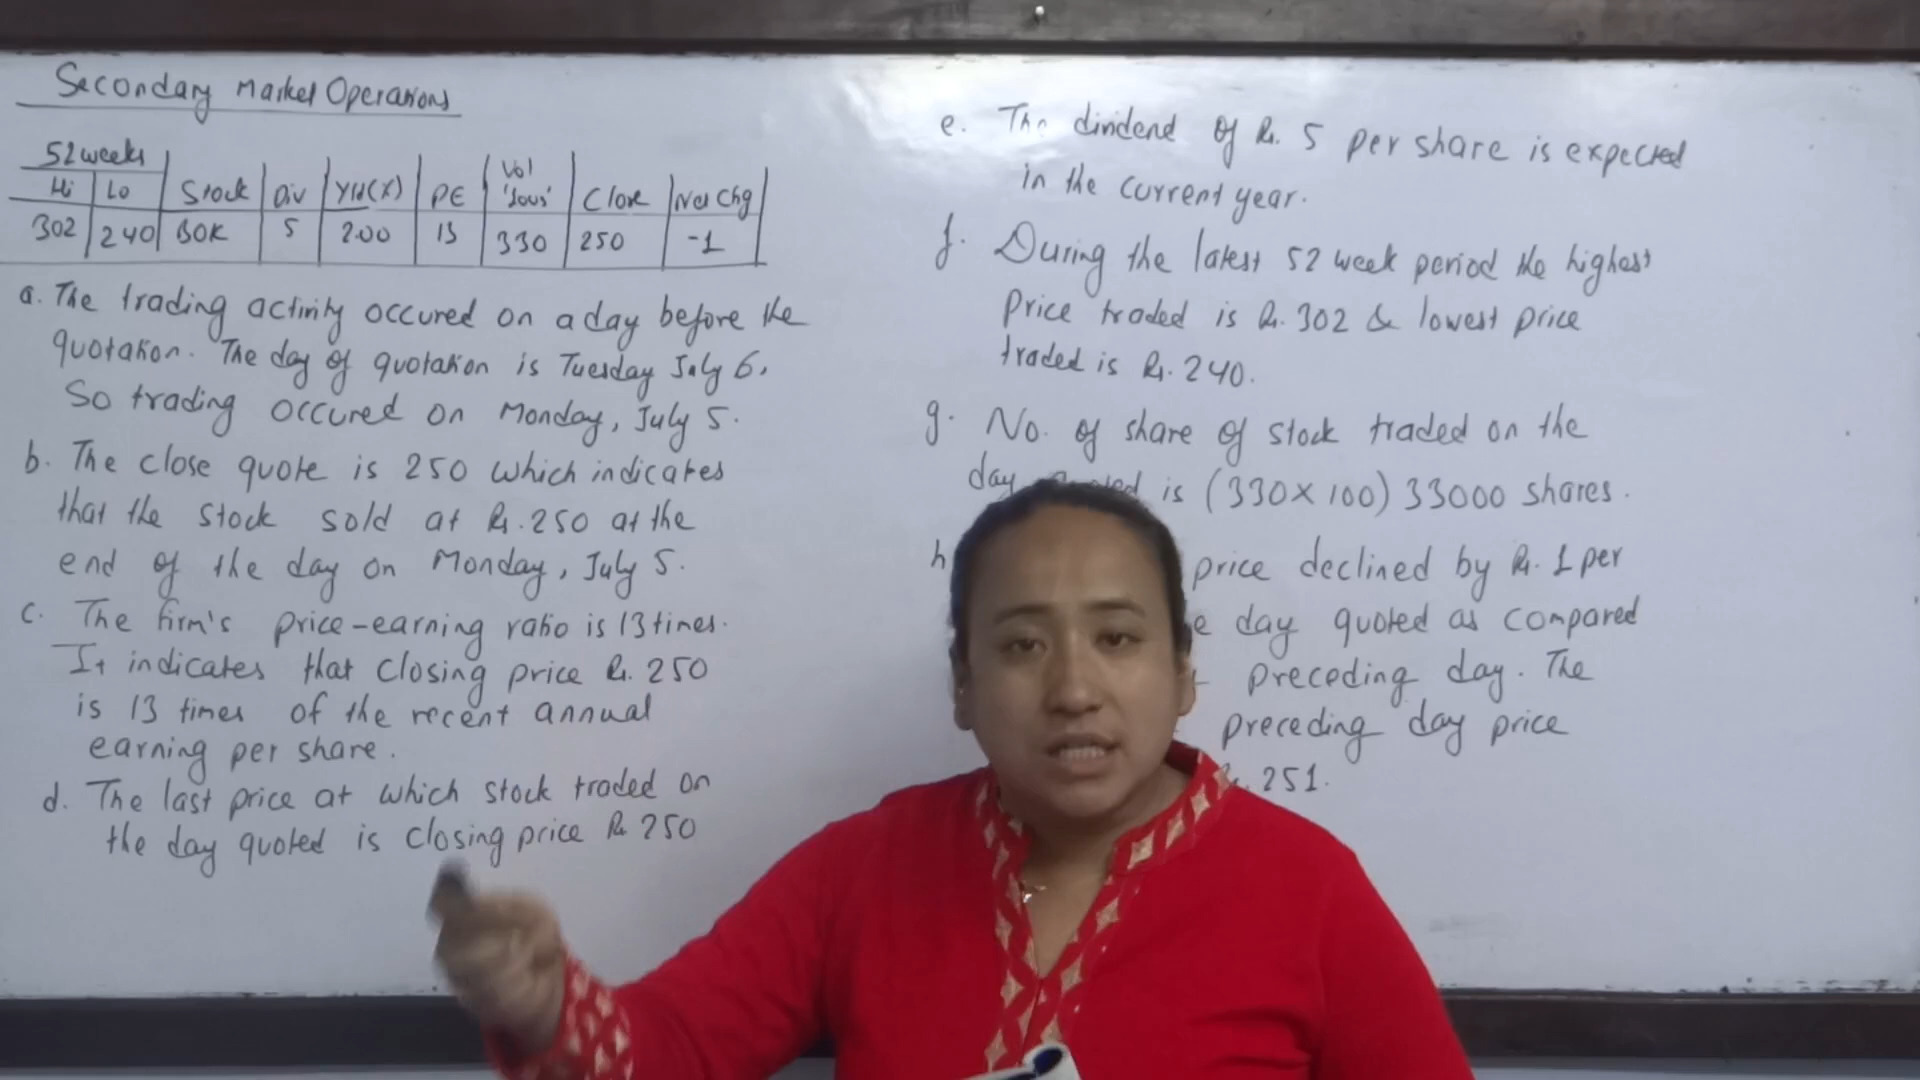 Secondary Market Operations
52 weeks
Hi Lo Stock Div Yld(%) PE Vol '100s' Close Net Chg
302 240 BOK 5 2.00 13 330 250 -1
a. The trading activity occured on a day before the
quotation. The day of quotation is Tuesday July 6.
So trading occured on Monday, July 5.
b. The close quote is 250 which indicates
that the stock sold at Rs. 250 at the
end of the day on Monday, July 5.
c. The firm's price-earning ratio is 13 times.
It indicates that closing price Rs. 250
is 13 times of the recent annual
earning per share.
d. The last price at which stock traded on
the day quoted is closing price Rs 250
e. The dividend of Rs. 5 per share is expected
in the current year.
f. During the latest 52 week period the highest
price traded is Rs. 302 & lowest price
traded is Rs. 240.
g. No. of share of stock traded on the
day is (330×100) 33000 shares.
h price declined by Rs. 1 per
day quoted as compared
preceding day. The
preceding day price
251.